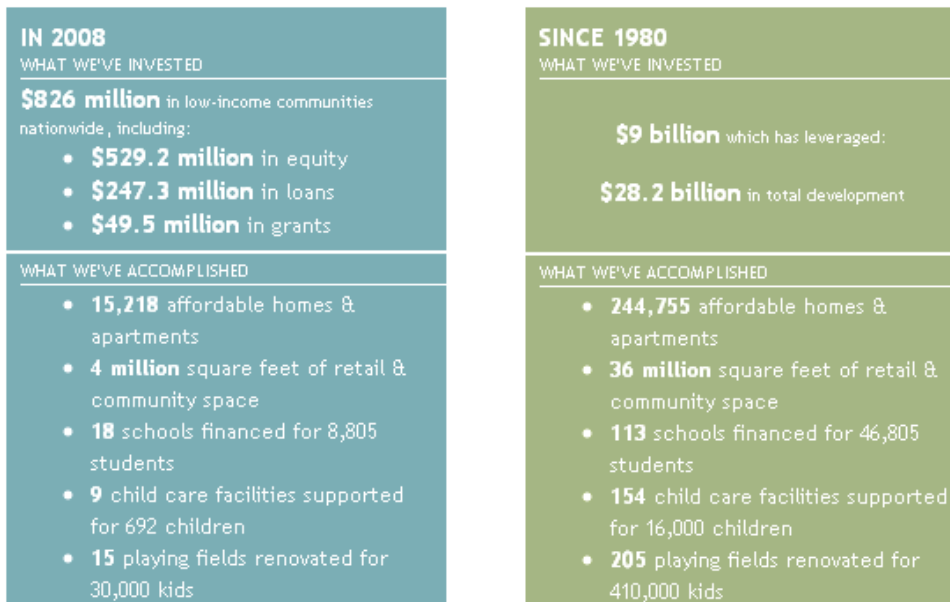 IN 2008
WHAT WE'VE INVESTED
$826 million in low-income communities
nationwide, including:
• $529.2 million in equity
• $247.3 million in loans
• $49.5 million in grants
WHAT WE'VE ACCOMPLISHED
• 15,218 affordable homes &
apartments
• 4 million square feet of retail &
community space
• 18 schools financed for 8,805
students
• 9 child care facilities supported
for 692 children
• 15 playing fields renovated for
30,000 kids
SINCE 1980
WHAT WE'VE INVESTED
$9 billion which has leveraged:
$28.2 billion in total development
WHAT WE'VE ACCOMPLISHED
• 244,755 affordable homes &
apartments
• 36 million square feet of retail &
community space
• 113 schools financed for 46,805
students
• 154 child care facilities supported
for 16,000 children
• 205 playing fields renovated for
410,000 kids